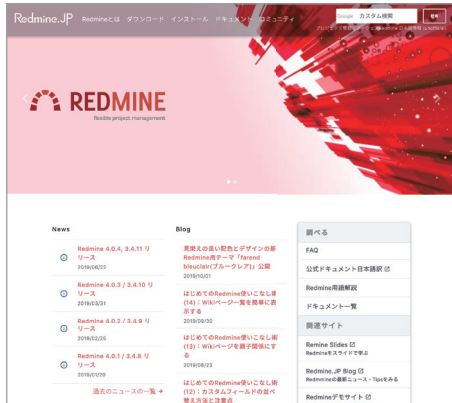 Redmine.JP Redmineとは ダウンロード インストール ドキュメント コミュニティ
Google カスタム検索
REDMINE
flexible project management
News
Redmine 4.0.4, 3.4.11 リ
リース
2019/06/22
Redmine 4.0.3 / 3.4.10 リ
リース
2019/03/31
Redmine 4.0.2 / 3.4.9 リ
リース
2019/02/25
Redmine 4.0.1 / 3.4.8 リ
リース
2019/01/26
過去のニュースの一覧 →
Blog
見栄えの良い配色とデザインの新
Redmine用テーマ「farend
bleuclair(ブルークレア)」公開
2019/10/01
はじめてのRedmine使いこなし術
(14)：Wikiページ一覧を簡単に表
示する
2019/09/30
はじめてのRedmine使いこなし術
(13)：Wikiページを親子関係にす
る
2019/08/23
はじめてのRedmine使いこなし術
(12)：カスタムフィールドの並べ
替え方法と注意点
調べる
FAQ
公式ドキュメント日本語訳
Redmine用語解説
ドキュメント一覧
関連サイト
Remine Slides
Redmineをスライドで学ぶ
Redmine.JP Blog
Redmineの最新ニュース・Tipsをみる
Redmineデモサイト